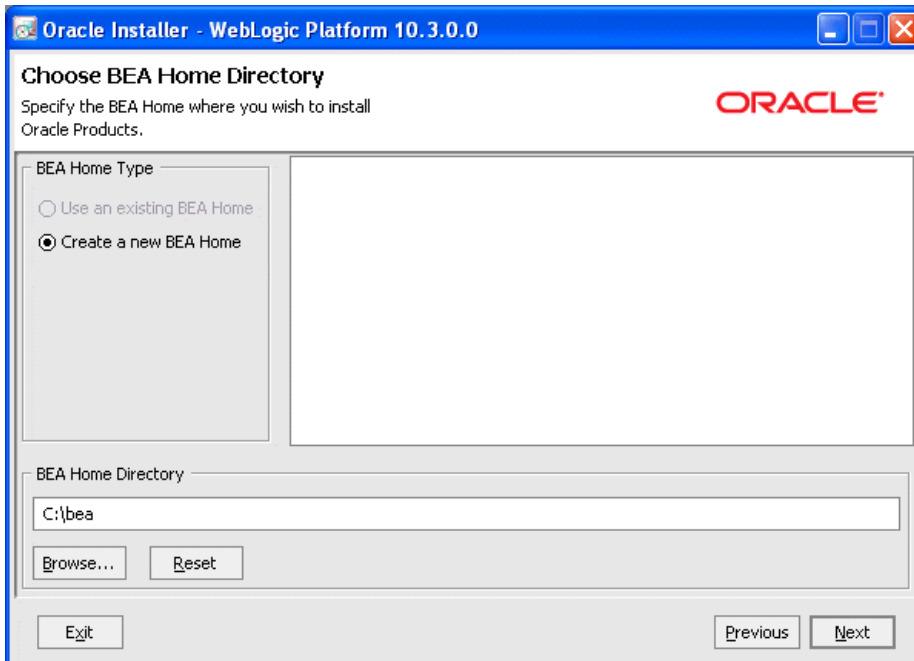 Oracle Installer - WebLogic Platform 10.3.0.0
Choose BEA Home Directory
Specify the BEA Home where you wish to install
Oracle Products.
ORACLE
BEA Home Type
Use an existing BEA Home
Create a new BEA Home
BEA Home Directory
C:\bea
Browse...
Reset
Exit
Previous
Next